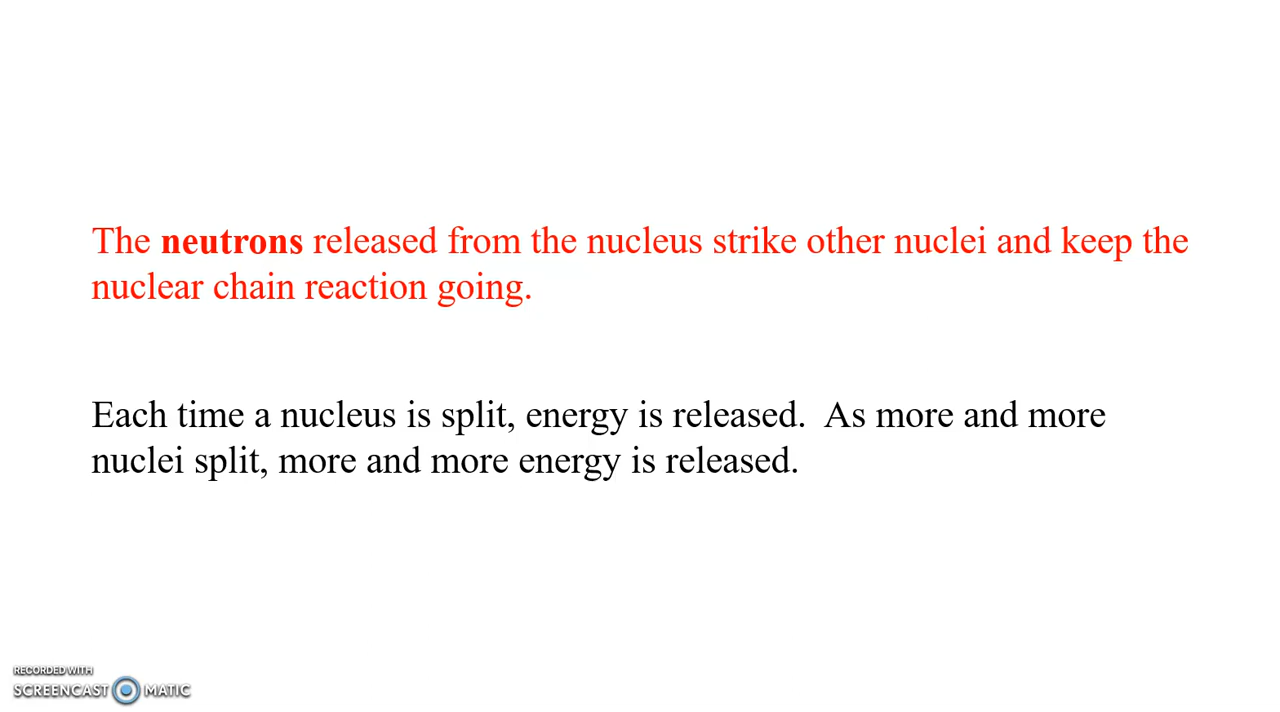 The neutrons released from the nucleus strike other nuclei and keep the
nuclear chain reaction going.
Each time a nucleus is split, energy is released.  As more and more
nuclei split, more and more energy is released.
RECORDED WITH
SCREENCAST MATIC